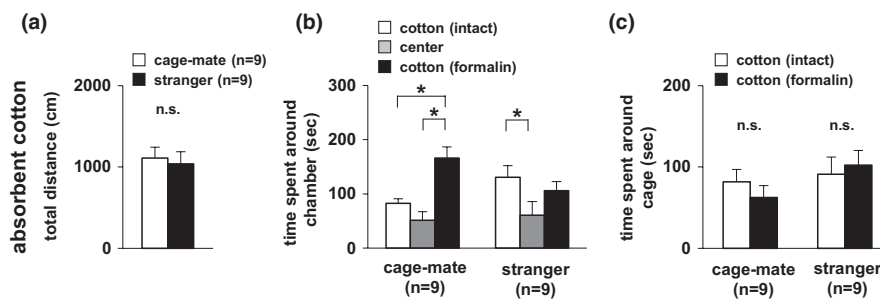 (a)
cage-mate (n=9)
stranger (n=9)
absorbent cotton
total distance (cm)
2000
1000
0
n.s.
(b)
cotton (intact)
center
cotton (formalin)
time spent around
chamber (sec)
300
200
100
0
*
*
*
cage-mate
(n=9)
stranger
(n=9)
(c)
cotton (intact)
cotton (formalin)
time spent around
cage (sec)
200
150
100
50
0
n.s.
n.s.
cage-mate
(n=9)
stranger
(n=9)